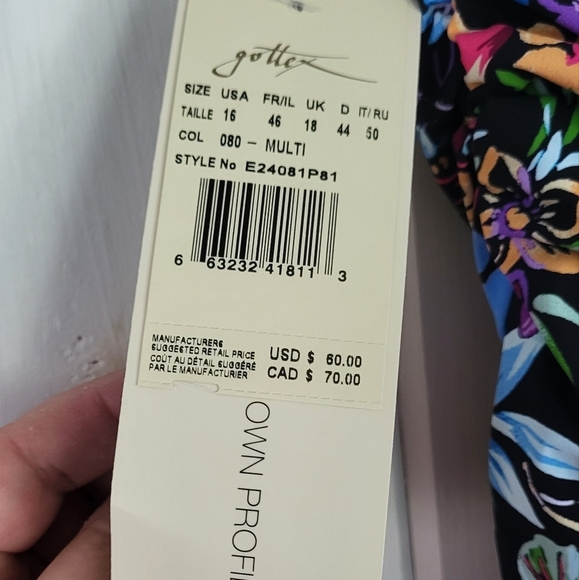 gottex
SIZE USA FR/IL UK D IT/RU
TAILLE 16 46 18 44 50
COL 080 - MULTI
STYLE No E24081P81
6 63232 41811 3
MANUFACTURERS
SUGGESTED RETAIL PRICE USD $ 60.00
COÛT AU DÉTAIL SUGGÉRÉ
PAR LE MANUFACTURIER CAD $ 70.00
OWN PROFI